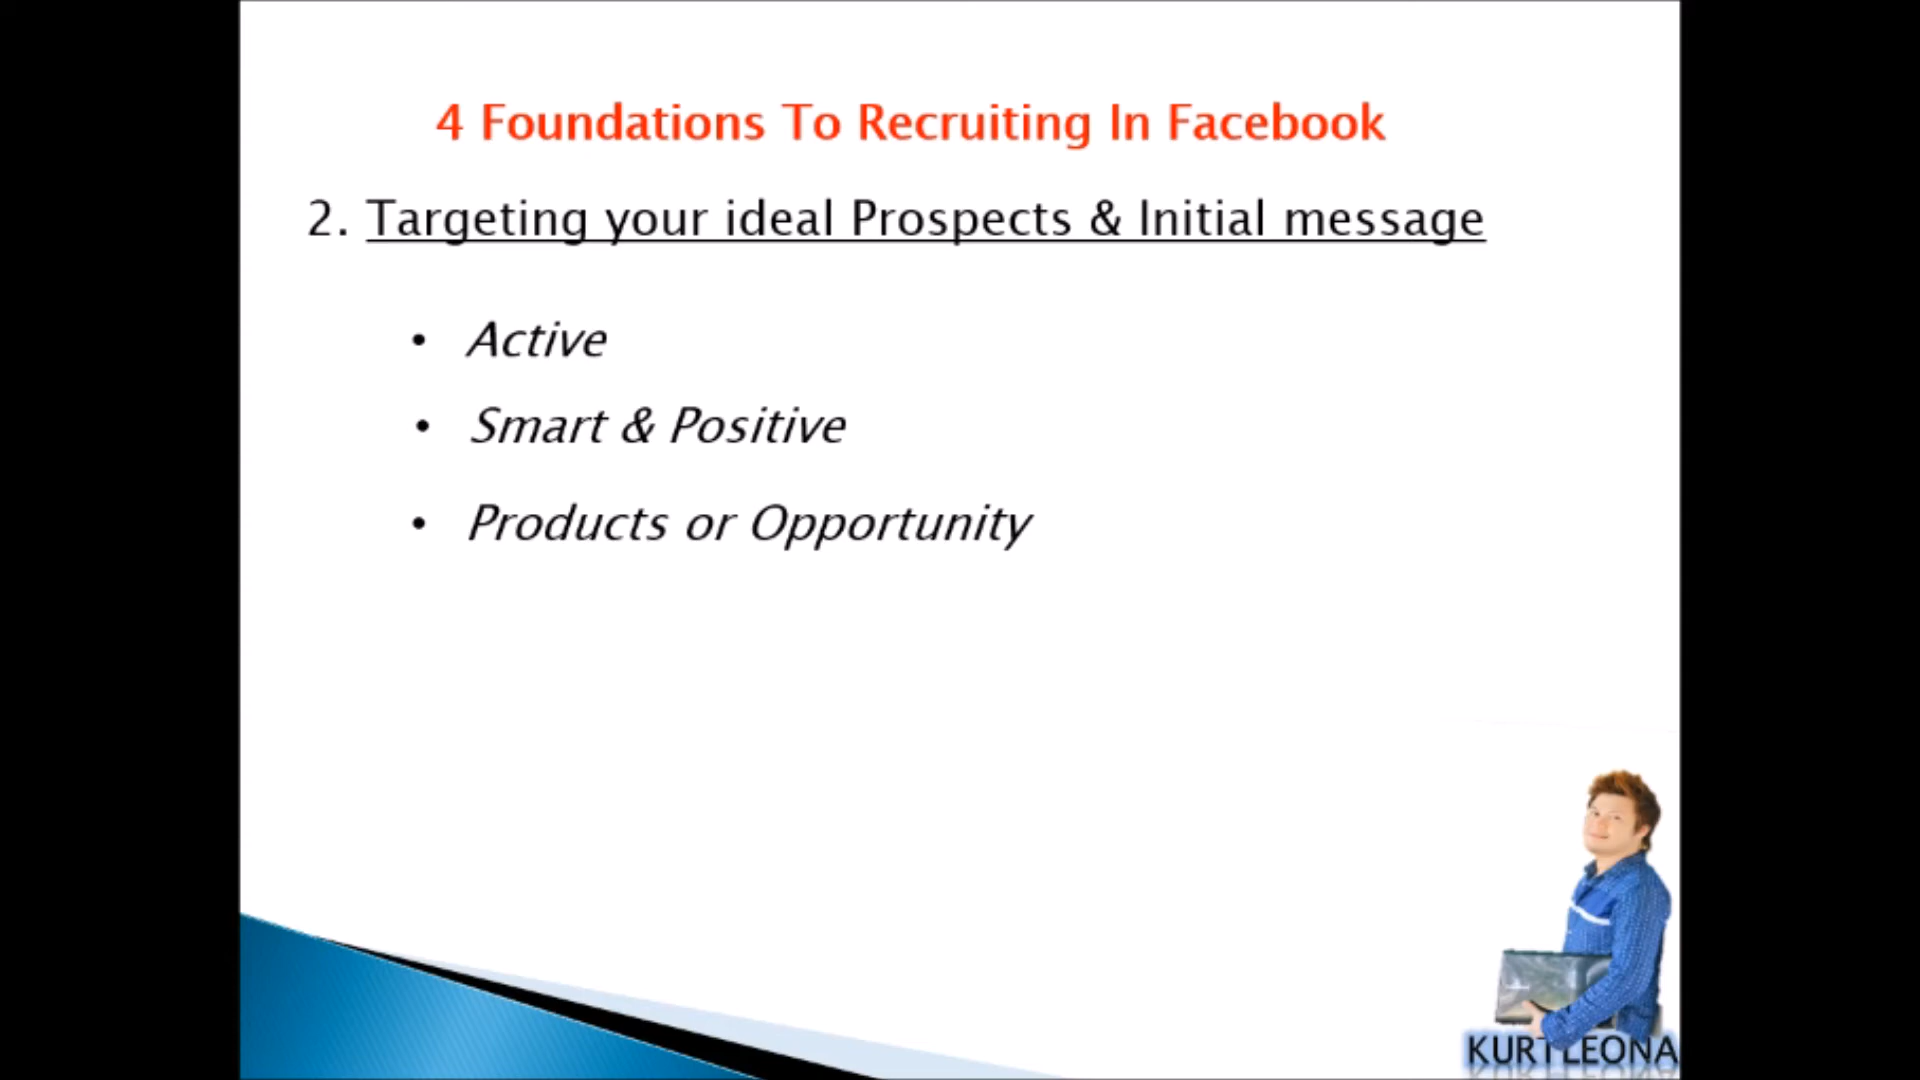 4 Foundations To Recruiting In Facebook
2. Targeting your ideal Prospects & Initial message
• Active
• Smart & Positive
• Products or Opportunity
KURT LEONA